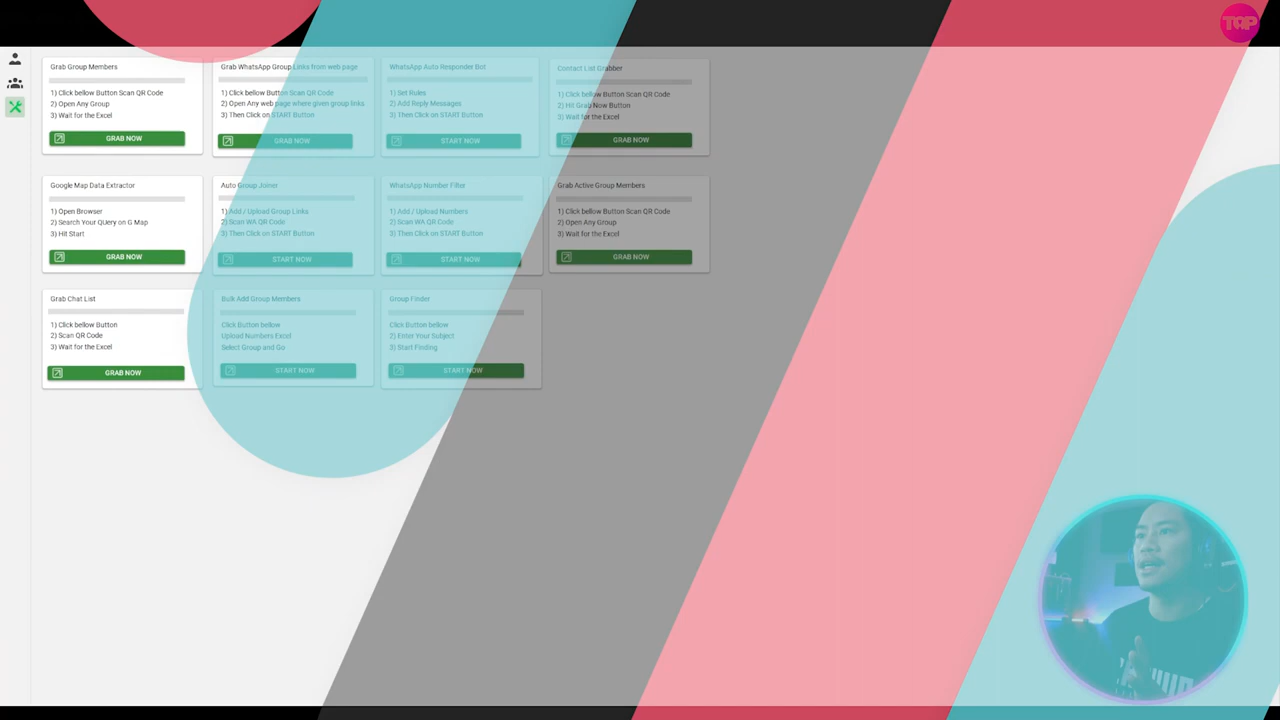 TOP
Grab Group Members
1) Click bellow Button Scan QR Code
2) Open Any Group
3) Wait for the Excel
GRAB NOW
Grab WhatsApp Group Links from web page
1) Click bellow Button Scan QR Code
2) Open Any web page where given group links
3) Then Click on START Button
GRAB NOW
WhatsApp Auto Responder Bot
1) Set Rules
2) Add Reply Messages
3) Then Click on START Button
START NOW
Contact List Grabber
1) Click bellow Button Scan QR Code
2) Hit Grab Now Button
3) Wait for the Excel
GRAB NOW
Google Map Data Extractor
1) Open Browser
2) Search Your QUery on G Map
3) Hit Start
GRAB NOW
Auto Group Joiner
1) Add / Upload Group Links
2) Scan WA QR Code
3) Then Click on START Button
START NOW
WhatsApp Number Filter
1) Add / Upload Numbers
2) Scan WA QR Code
3) Then Click on START Button
START NOW
Grab Active Group Members
1) Click bellow Button Scan QR Code
2) Open Any Group
3) Wait for the Excel
GRAB NOW
Grab Chat List
1) Click bellow Button
2) Scan QR Code
3) Wait for the Excel
GRAB NOW
Bulk Add Group Members
Click Button bellow
Upload Numbers Excel
Select Group and Go
START NOW
Group Finder
Click Button bellow
2) Enter Your Subject
3) Start Finding
START NOW